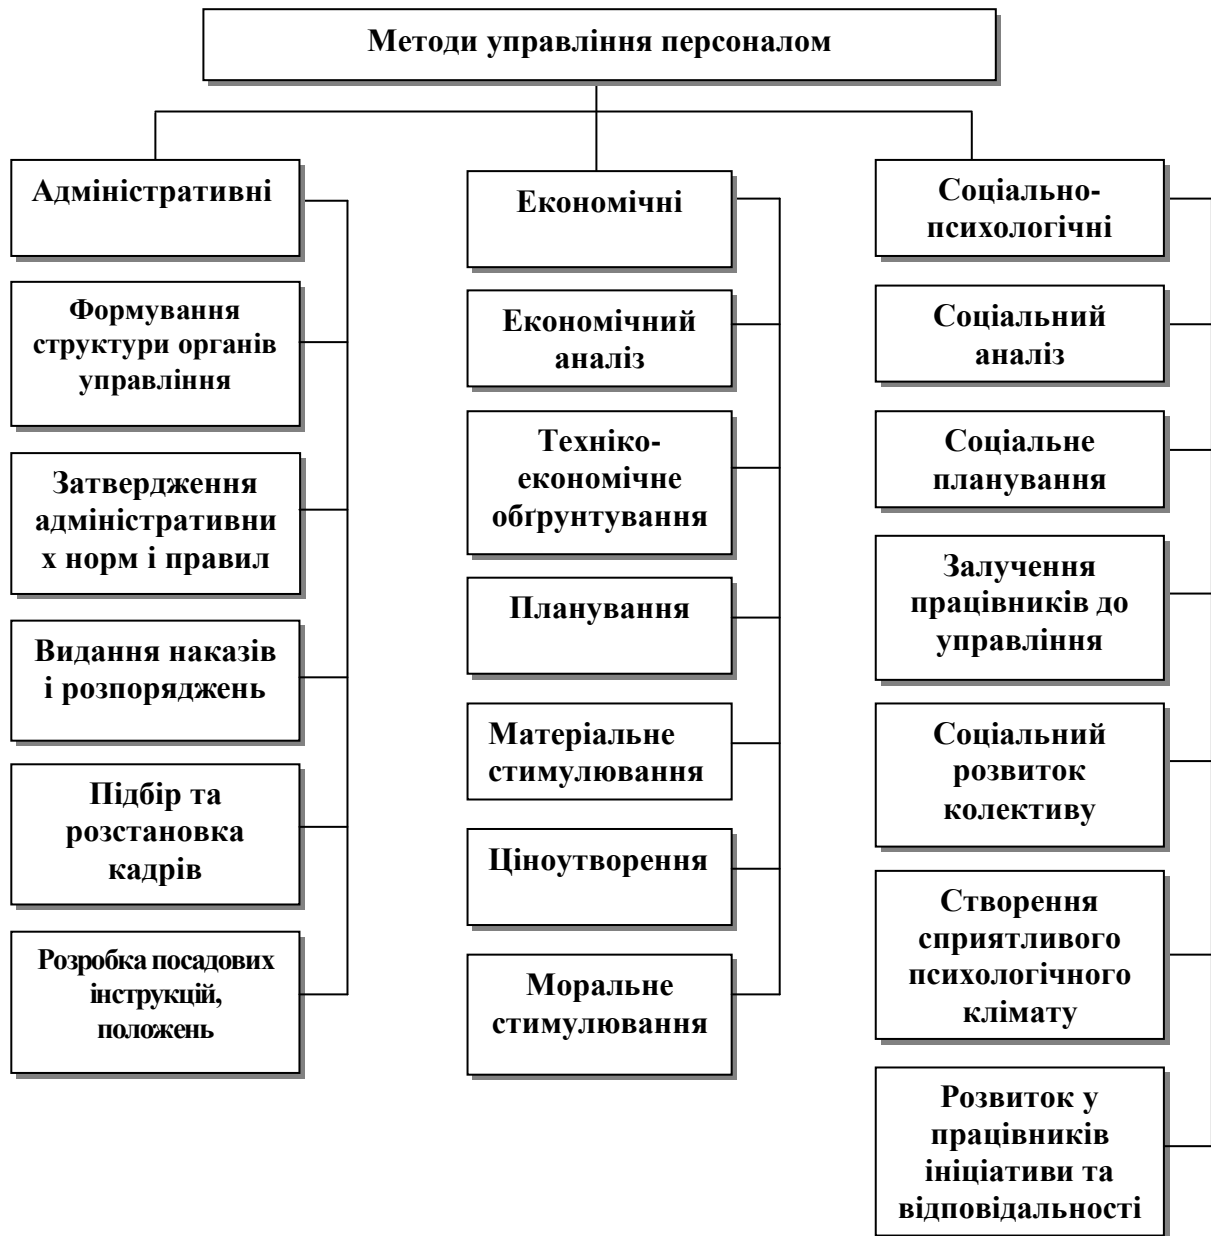 Методи управління персоналом
Адміністративні
Формування
структури органів
управління
Затвердження
адміністративни
х норм і правил
Видання наказів
і розпоряджень
Підбір та
розстановка
кадрів
Розробка посадових
інструкцій,
положень
Економічні
Економічний
аналіз
Техніко-
економічне
обґрунтування
Планування
Матеріальне
стимулювання
Ціноутворення
Моральне
стимулювання
Соціально-
психологічні
Соціальний
аналіз
Соціальне
планування
Залучення
працівників до
управління
Соціальний
розвиток
колективу
Створення
сприятливого
психологічного
клімату
Розвиток у
працівників
ініціативи та
відповідальності